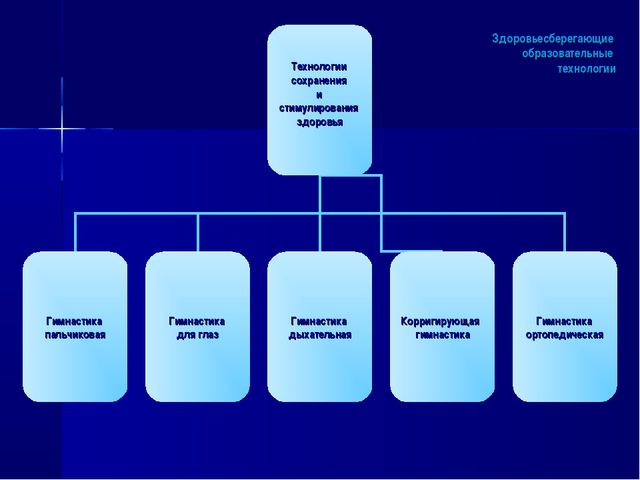 Здоровьесберегающие
образовательные
технологии
Технологии
сохранения
и
стимулирования
здоровья
Гимнастика
пальчиковая
Гимнастика
для глаз
Гимнастика
дыхательная
Корригирующая
гимнастика
Гимнастика
ортопедическая